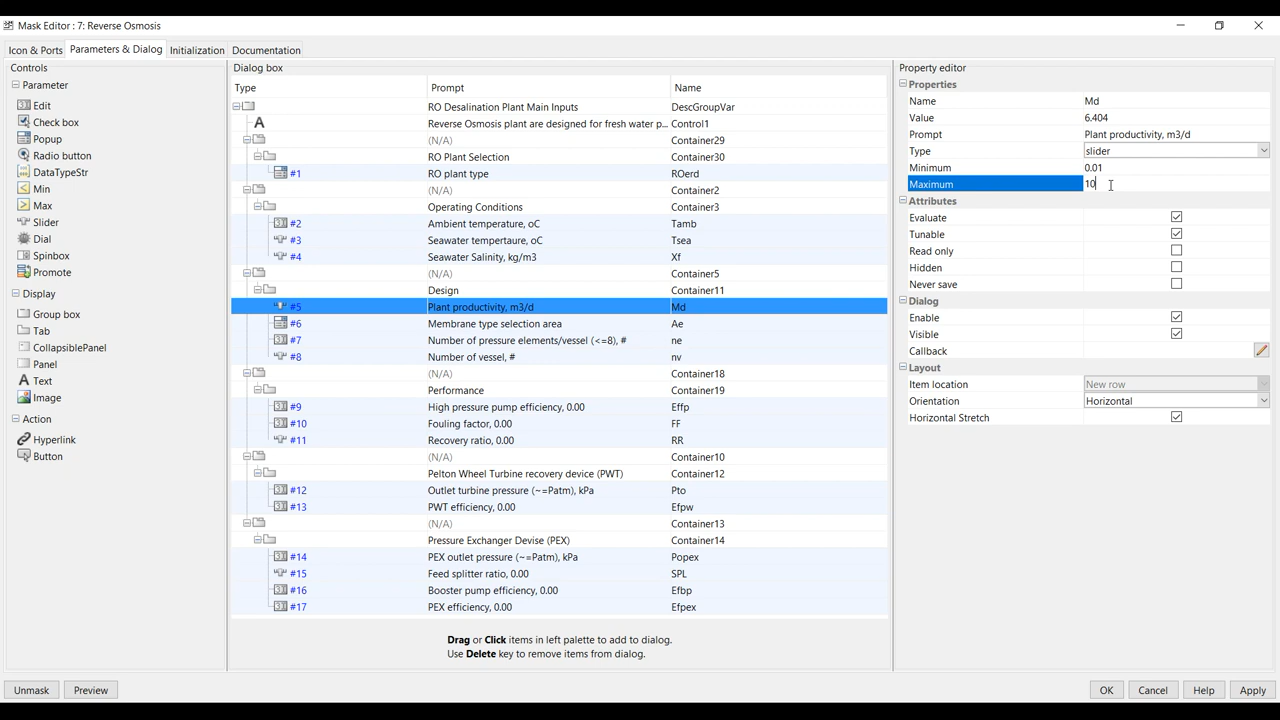 Mask Editor : 7: Reverse Osmosis
Icon & Ports Parameters & Dialog Initialization Documentation
Controls
Parameter
Edit
Check box
Popup
Radio button
DataTypeStr
Min
Max
Slider
Dial
Spinbox
Promote
Display
Group box
Tab
CollapsiblePanel
Panel
A Text
Image
Action
Hyperlink
Button
Dialog box
Type Prompt Name
RO Desalination Plant Main Inputs DescGroupVar
A Reverse Osmosis plant are designed for fresh water p... Control1
(N/A) Container29
RO Plant Selection Container30
#1 RO plant type ROerd
(N/A) Container2
Operating Conditions Container3
#2 Ambient temperature, oC Tamb
#3 Seawater tempertaure, oC Tsea
#4 Seawater Salinity, kg/m3 Xf
(N/A) Container5
Design Container11
#5 Plant productivity, m3/d Md
#6 Membrane type selection area Ae
#7 Number of pressure elements/vessel (<=8), # ne
#8 Number of vessel, # nv
(N/A) Container18
Performance Container19
#9 High pressure pump efficiency, 0.00 Effp
#10 Fouling factor, 0.00 FF
#11 Recovery ratio, 0.00 RR
(N/A) Container10
Pelton Wheel Turbine recovery device (PWT) Container12
#12 Outlet turbine pressure (~=Patm), kPa Pto
#13 PWT efficiency, 0.00 Efpw
(N/A) Container13
Pressure Exchanger Devise (PEX) Container14
#14 PEX outlet pressure (~=Patm), kPa Popex
#15 Feed splitter ratio, 0.00 SPL
#16 Booster pump efficiency, 0.00 Efbp
#17 PEX efficiency, 0.00 Efpex
Drag or Click items in left palette to add to dialog.
Use Delete key to remove items from dialog.
Property editor
Properties
Name Md
Value 6.404
Prompt Plant productivity, m3/d
Type slider
Minimum 0.01
Maximum 10
Attributes
Evaluate
Tunable
Read only
Hidden
Never save
Dialog
Enable
Visible
Callback
Layout
Item location New row
Orientation Horizontal
Horizontal Stretch
Unmask Preview OK Cancel Help Apply